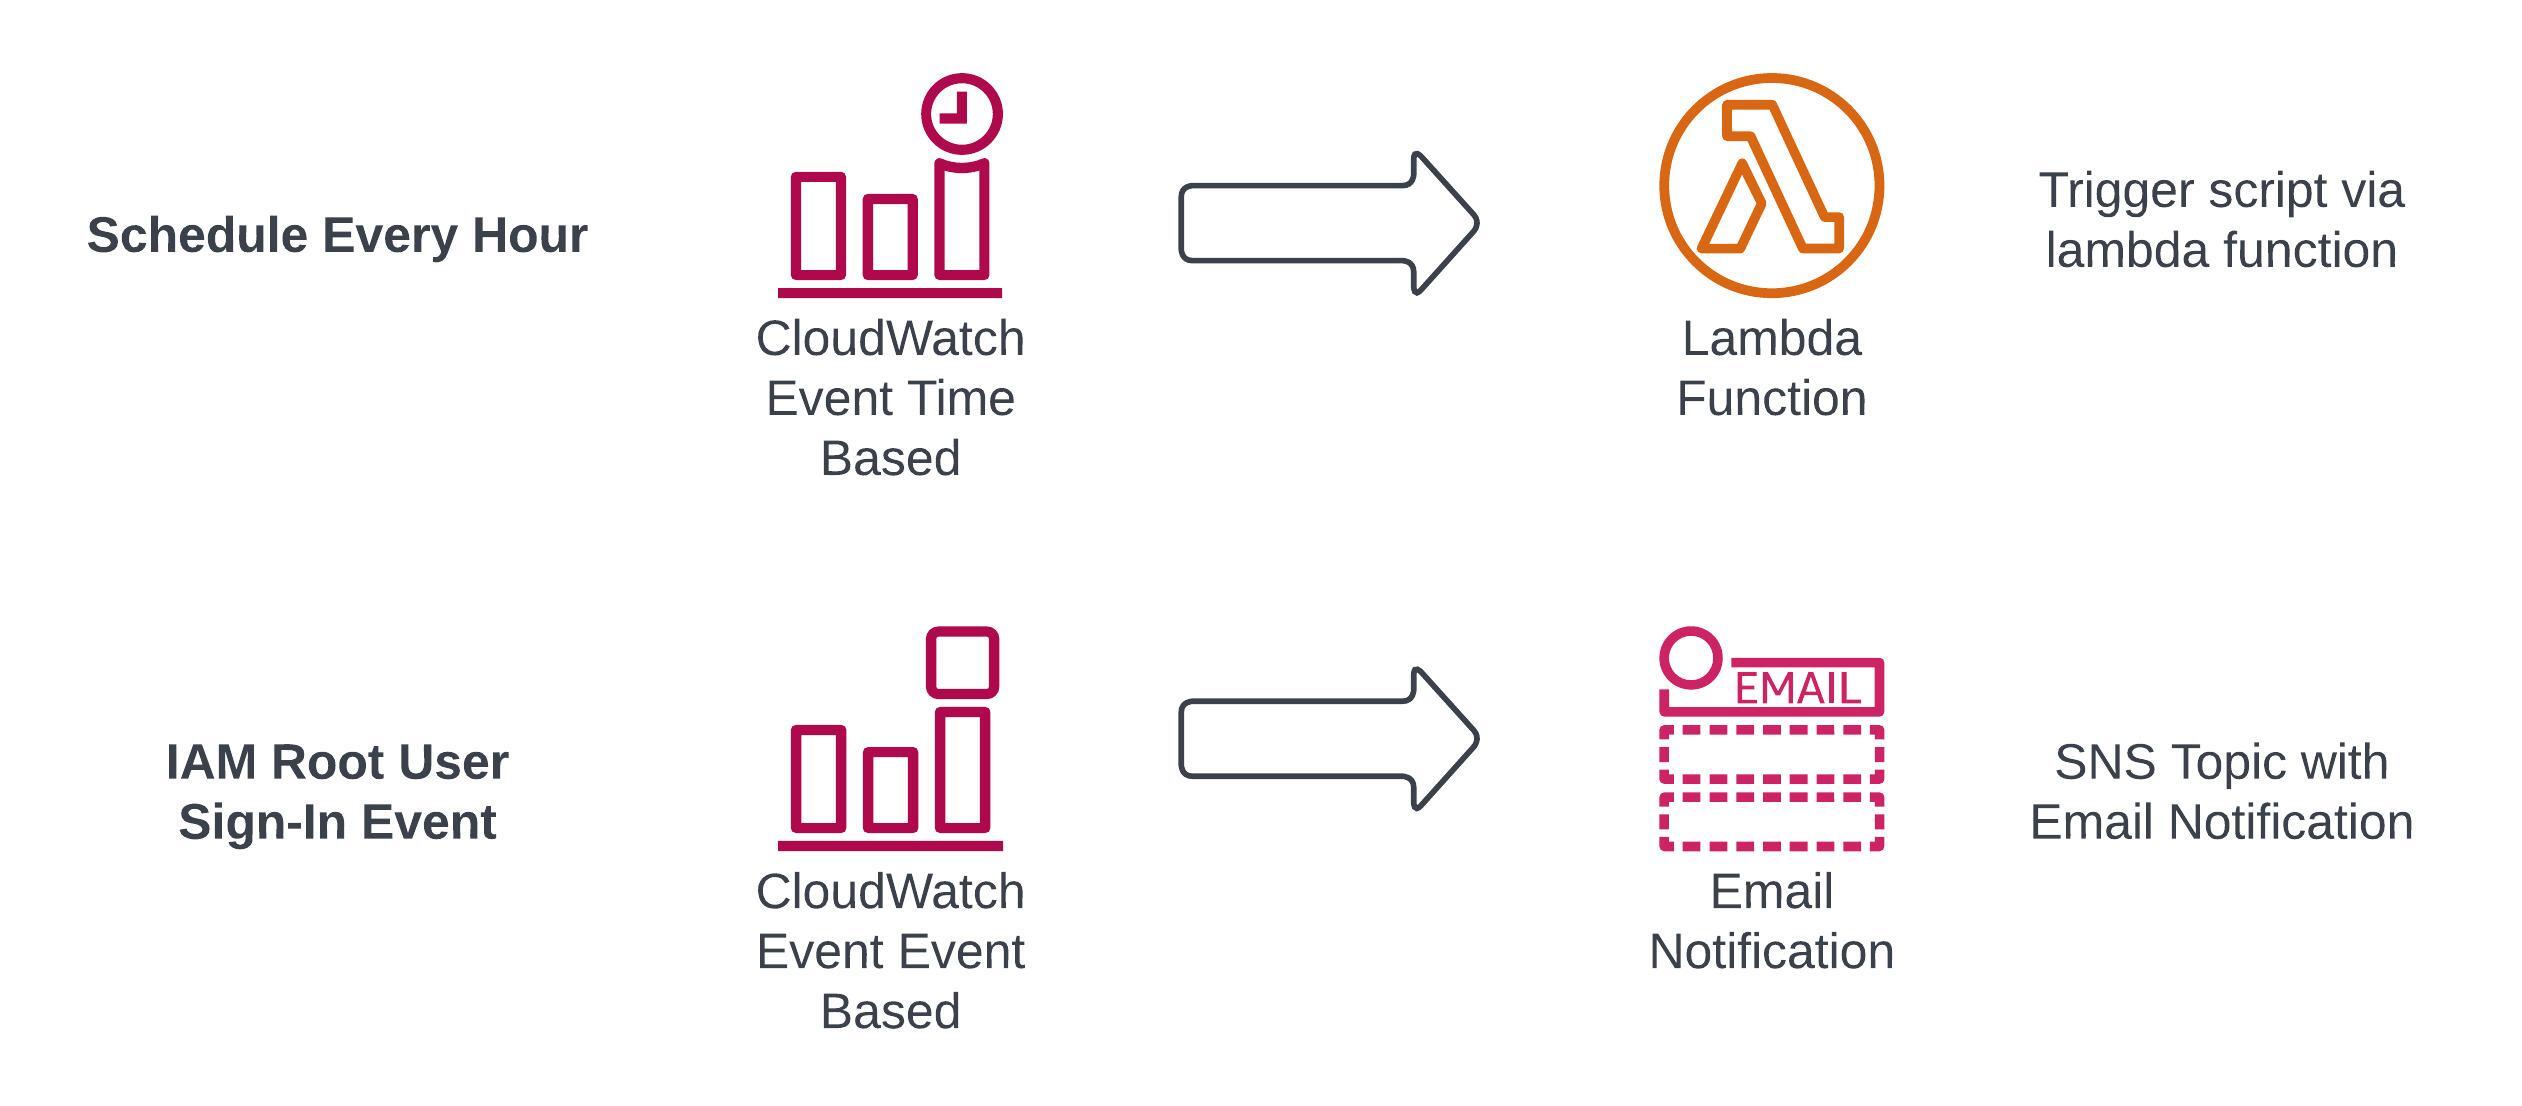 Schedule Every Hour
CloudWatch
Event Time
Based
Lambda
Function
Trigger script via
lambda function
IAM Root User
Sign-In Event
CloudWatch
Event Event
Based
EMAIL
Email
Notification
SNS Topic with
Email Notification